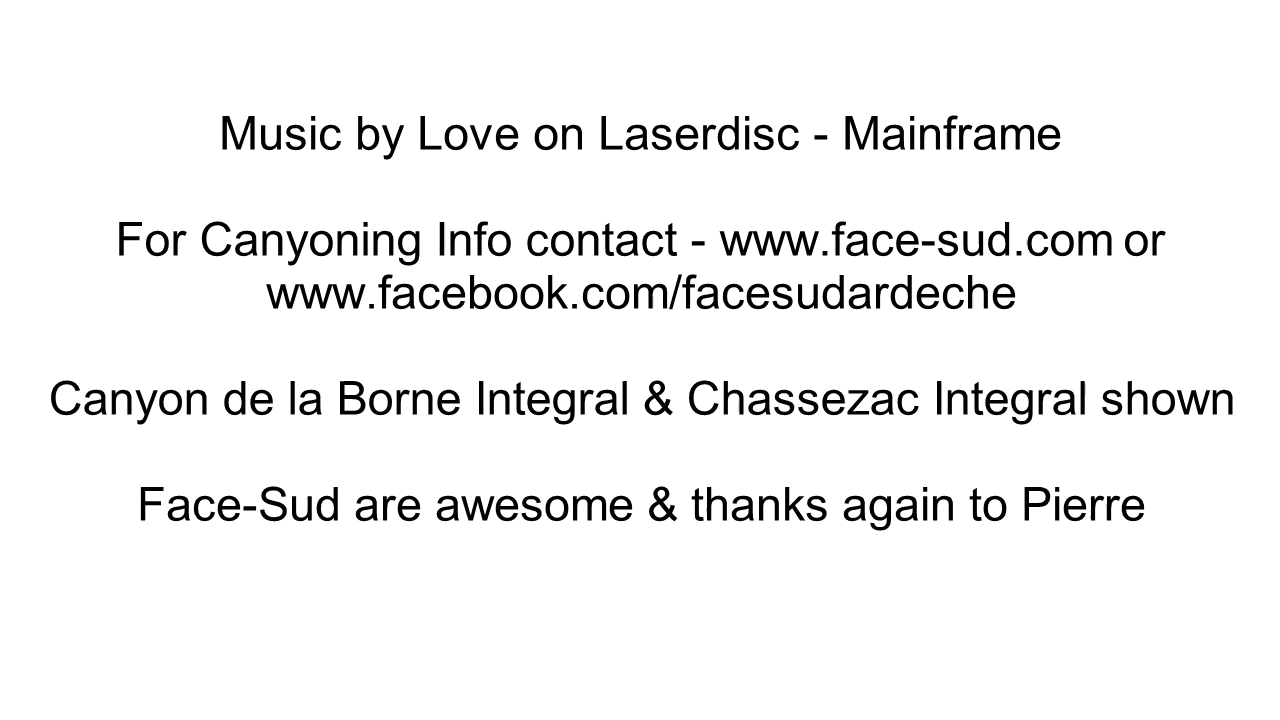 Music by Love on Laserdisc - Mainframe
For Canyoning Info contact - www.face-sud.com or
www.facebook.com/facesudardeche
Canyon de la Borne Integral & Chassezac Integral shown
Face-Sud are awesome & thanks again to Pierre